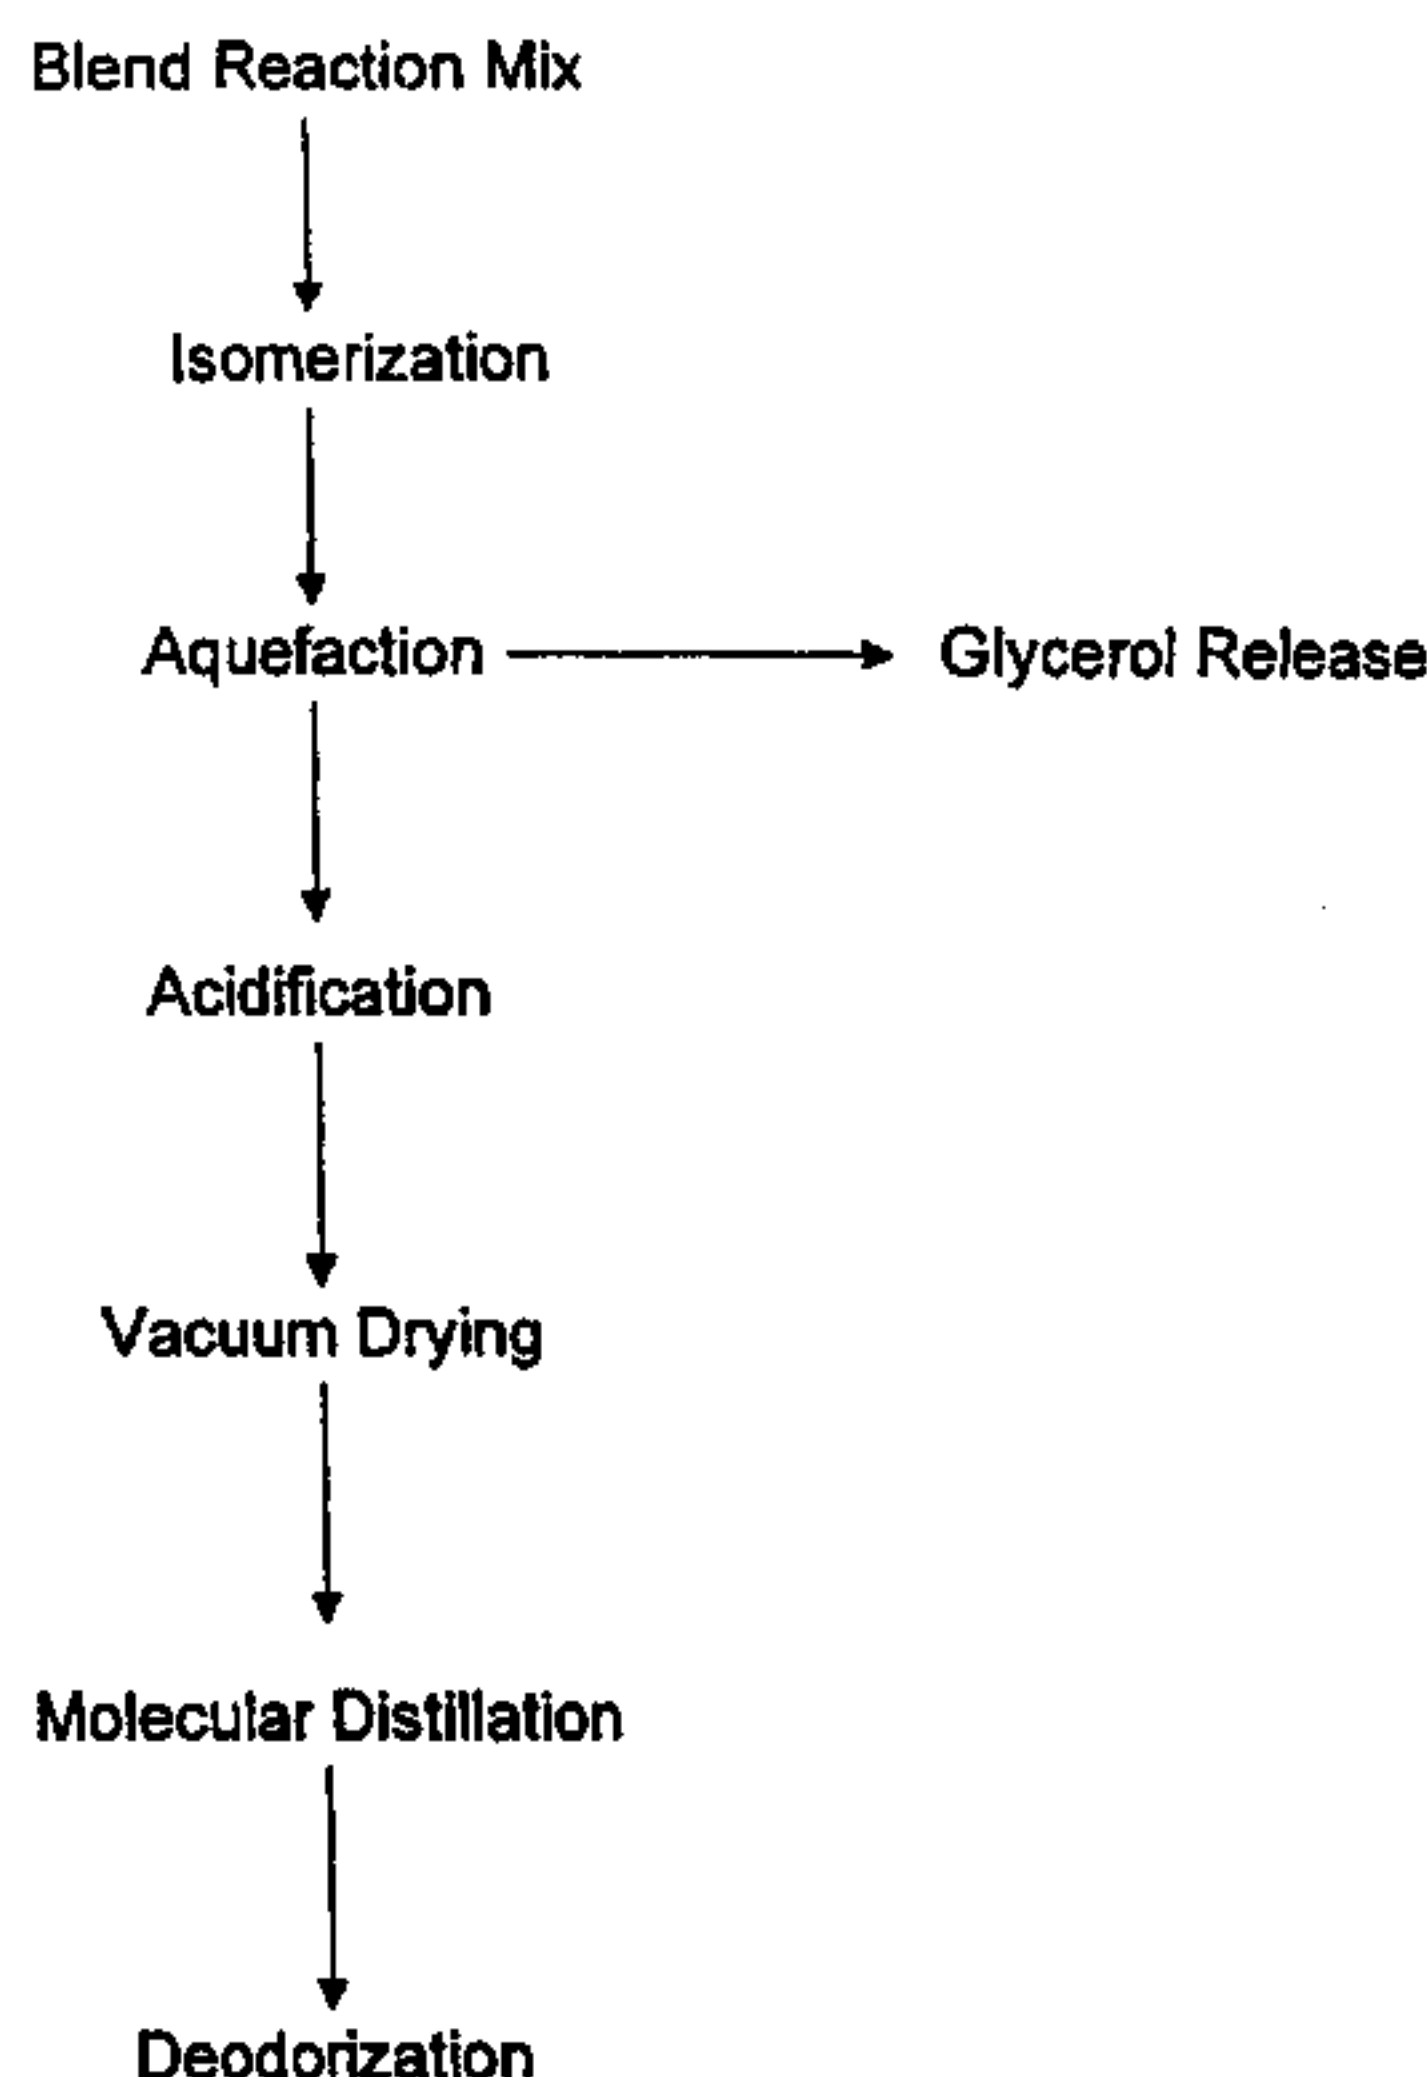 Blend Reaction Mix
Isomerization
Aquefaction
Glycerol Release
Acidification
Vacuum Drying
Molecular Distillation
Deodorization